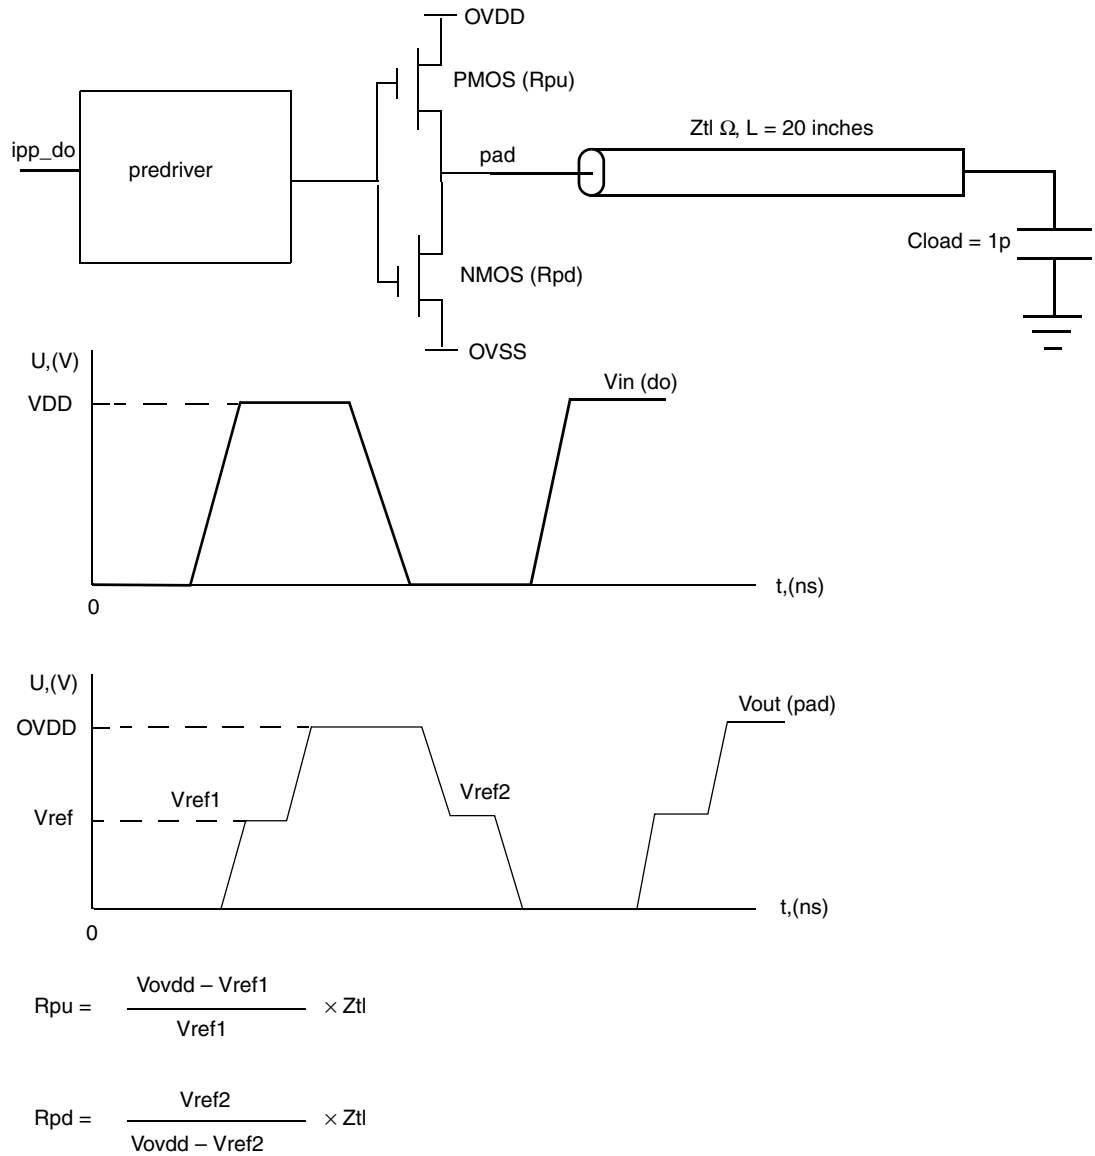 OVDD
PMOS (Rpu)
Ztl Ω, L = 20 inches
ipp_do
predriver
pad
Cload = 1p
NMOS (Rpd)
OVSS
U,(V)
VDD
Vin (do)
t,(ns)
0
U,(V)
OVDD
Vout (pad)
Vref1
Vref2
Vref
t,(ns)
0
Vovdd – Vref1
Rpu = × Ztl
Vref1
Vref2
Rpd = × Ztl
Vovdd – Vref2